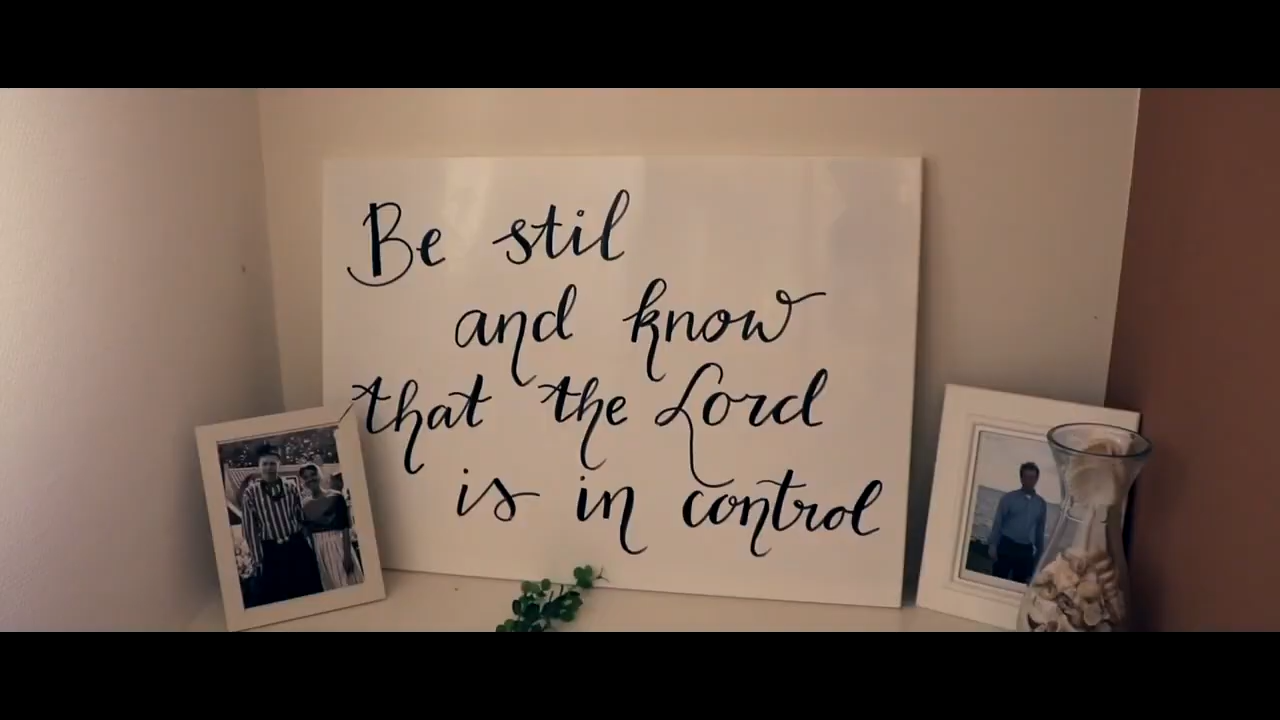 Be stil
and know
that the Lord
is in control